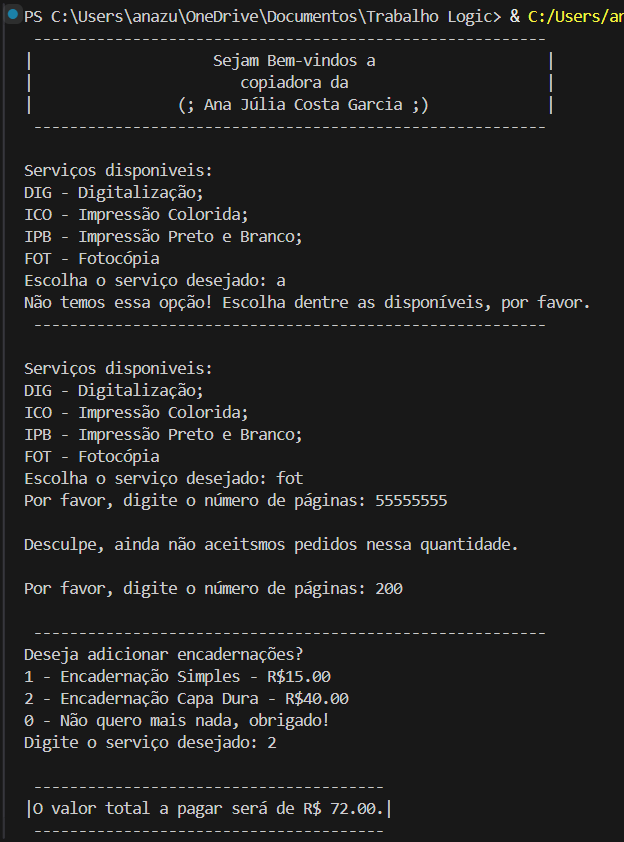 PS C:\Users\anazu\OneDrive\Documentos\Trabalho Logic> & C:/Users/ar
---------------------------------------------------------
| Sejam Bem-vindos a |
| copiadora da |
| (; Ana Júlia Costa Garcia ;) |
---------------------------------------------------------
Serviços disponiveis:
DIG - Digitalização;
ICO - Impressão Colorida;
IPB - Impressão Preto e Branco;
FOT - Fotocópia
Escolha o serviço desejado: a
Não temos essa opção! Escolha dentre as disponíveis, por favor.
---------------------------------------------------------
Serviços disponiveis:
DIG - Digitalização;
ICO - Impressão Colorida;
IPB - Impressão Preto e Branco;
FOT - Fotocópia
Escolha o serviço desejado: fot
Por favor, digite o número de páginas: 55555555
Desculpe, ainda não aceitsmos pedidos nessa quantidade.
Por favor, digite o número de páginas: 200
---------------------------------------------------------
Deseja adicionar encadernações?
1 - Encadernação Simples - R$15.00
2 - Encadernação Capa Dura - R$40.00
0 - Não quero mais nada, obrigado!
Digite o serviço desejado: 2
---------------------------------------
|O valor total a pagar será de R$ 72.00.|
---------------------------------------